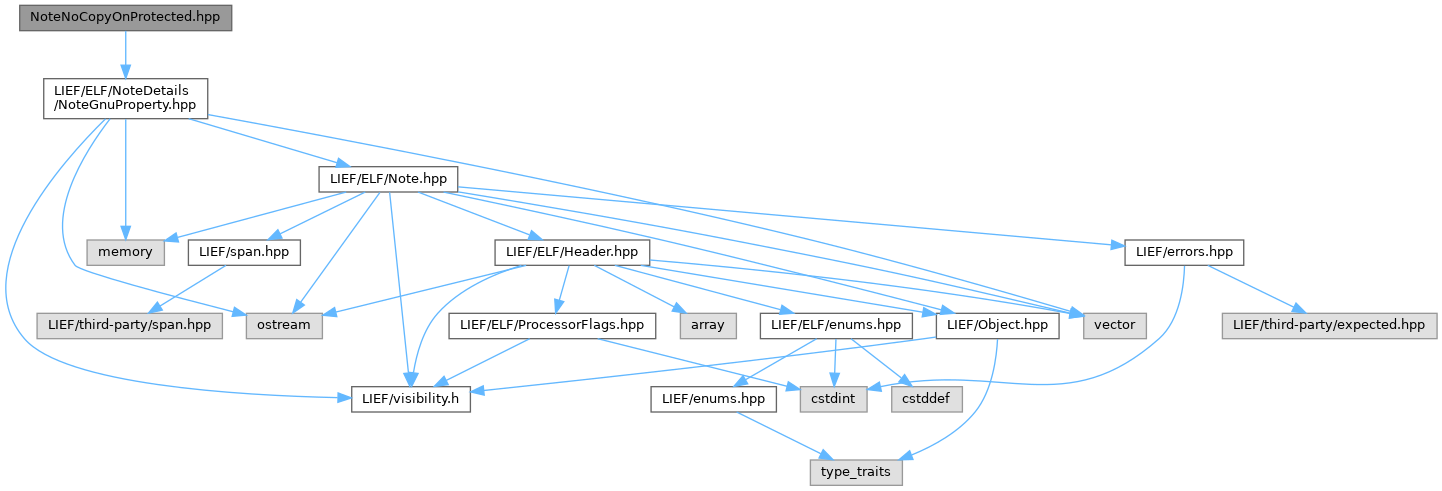 NoteNoCopyOnProtected.hpp
LIEF/ELF/NoteDetails
/NoteGnuProperty.hpp
LIEF/ELF/Note.hpp
memory
LIEF/span.hpp
LIEF/ELF/Header.hpp
LIEF/errors.hpp
LIEF/third-party/span.hpp
ostream
LIEF/ELF/ProcessorFlags.hpp
array
LIEF/ELF/enums.hpp
LIEF/Object.hpp
vector
LIEF/third-party/expected.hpp
LIEF/visibility.h
LIEF/enums.hpp
cstdint
cstddef
type_traits